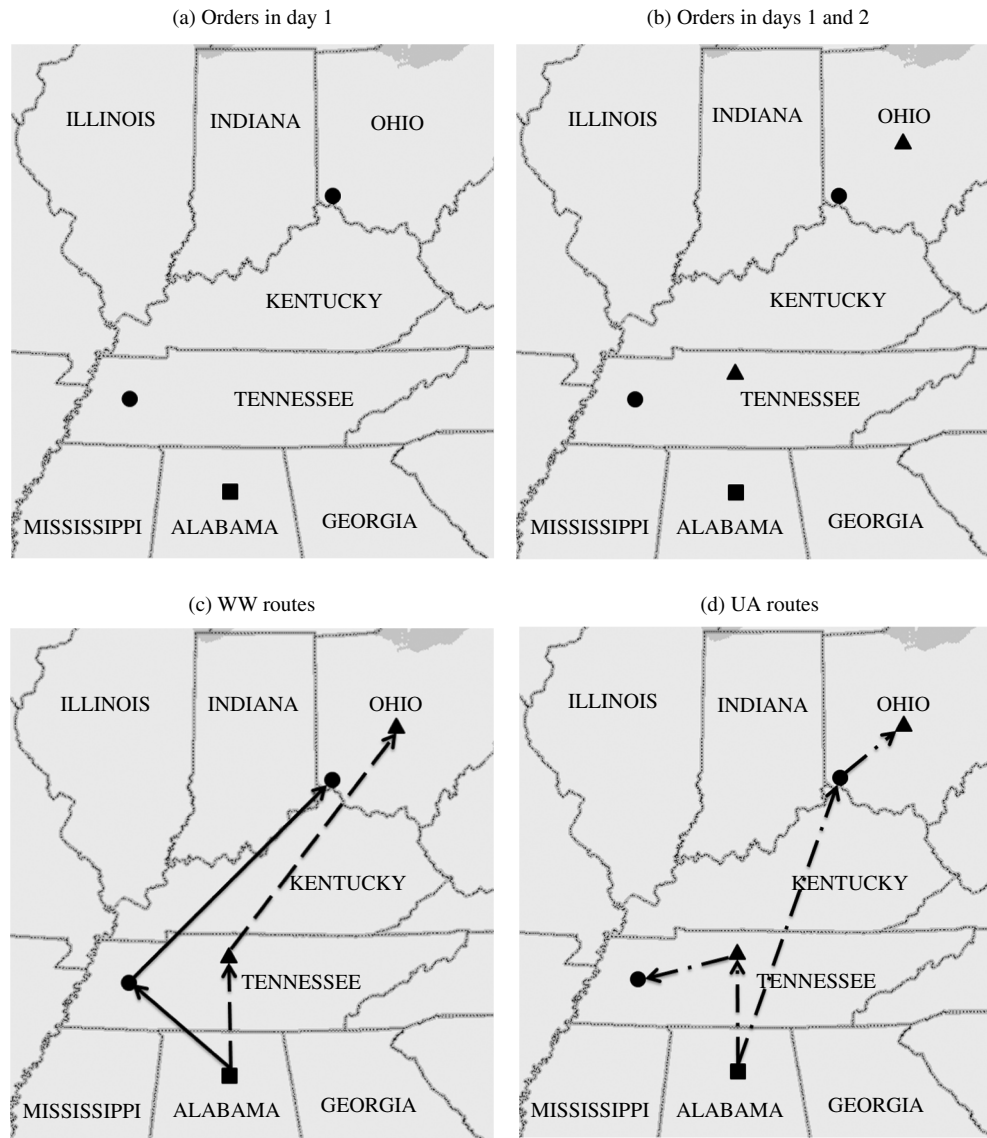 (a) Orders in day 1
ILLINOIS
INDIANA
OHIO
KENTUCKY
TENNESSEE
MISSISSIPPI
ALABAMA
GEORGIA
(b) Orders in days 1 and 2
ILLINOIS
INDIANA
OHIO
KENTUCKY
TENNESSEE
MISSISSIPPI
ALABAMA
GEORGIA
(c) WW routes
ILLINOIS
INDIANA
OHIO
KENTUCKY
TENNESSEE
MISSISSIPPI
ALABAMA
GEORGIA
(d) UA routes
ILLINOIS
INDIANA
OHIO
KENTUCKY
TENNESSEE
MISSISSIPPI
ALABAMA
GEORGIA